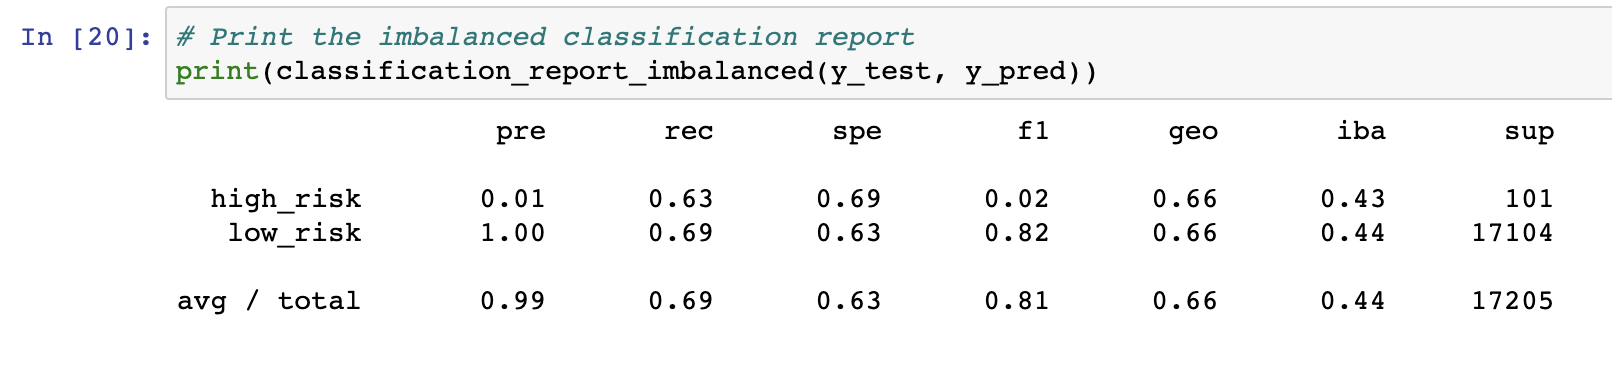 In [20]: # Print the imbalanced classification report
print(classification_report_imbalanced(y_test, y_pred))
pre rec spe f1 geo iba sup
high_risk 0.01 0.63 0.69 0.02 0.66 0.43 101
low_risk 1.00 0.69 0.63 0.82 0.66 0.44 17104
avg / total 0.99 0.69 0.63 0.81 0.66 0.44 17205